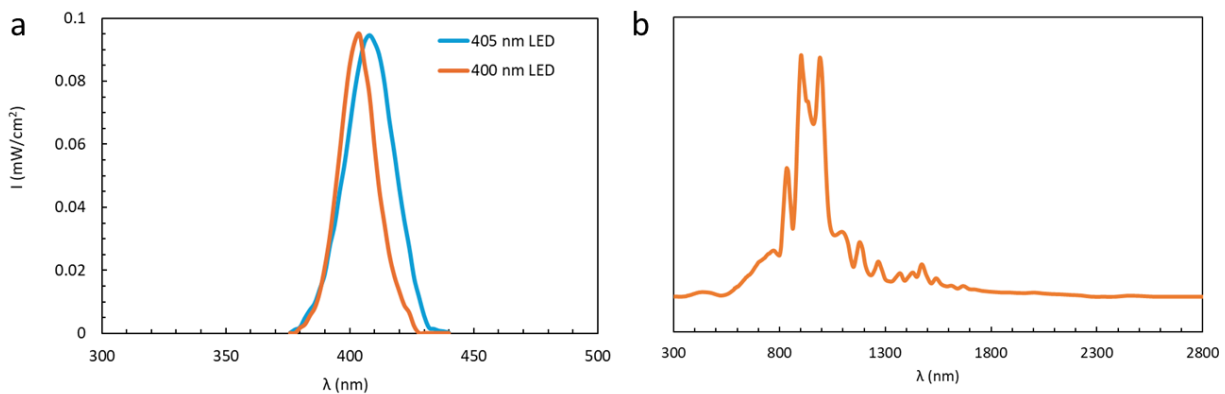 a
0.1
0.08
0.06
0.04
0.02
0
I (mW/cm²)
405 nm LED
400 nm LED
300 350 400 450 500
λ (nm)
b
300 800 1300 1800 2300 2800
λ (nm)